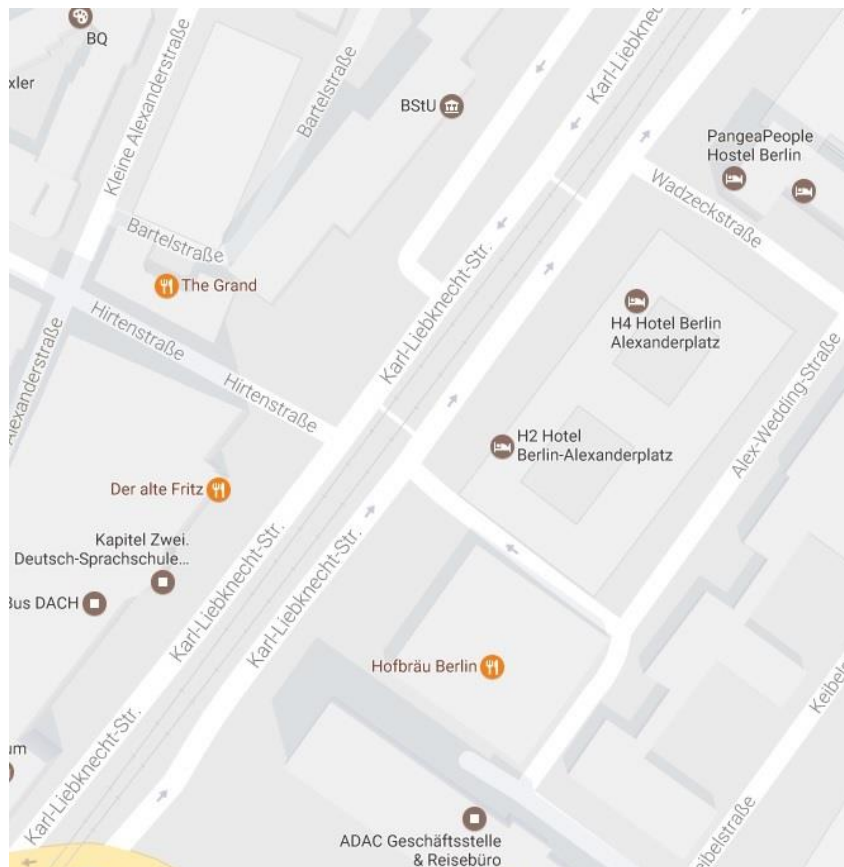 BQ
xler
Kleine Alexanderstraße
Bartelstraße
BStU
Karl-Liebknecht-Str.
PangeaPeople
Hostel Berlin
Wadzeckstraße
Bartelstraße
The Grand
Hirtenstraße
Karl-Liebknecht-Str.
H4 Hotel Berlin
Alexanderplatz
Alexanderstraße
Hirtenstraße
Alex-Wedding-Straße
H2 Hotel
Berlin-Alexanderplatz
Der alte Fritz
Kapitel Zwei.
Deutsch-Sprachschule...
Bus DACH
Karl-Liebknecht-Str.
Karl-Liebknecht-Str.
Hofbräu Berlin
Keibels
um
Karl-Liebknecht-Str.
ADAC Geschäftsstelle
& Reisebüro
eibelstraße